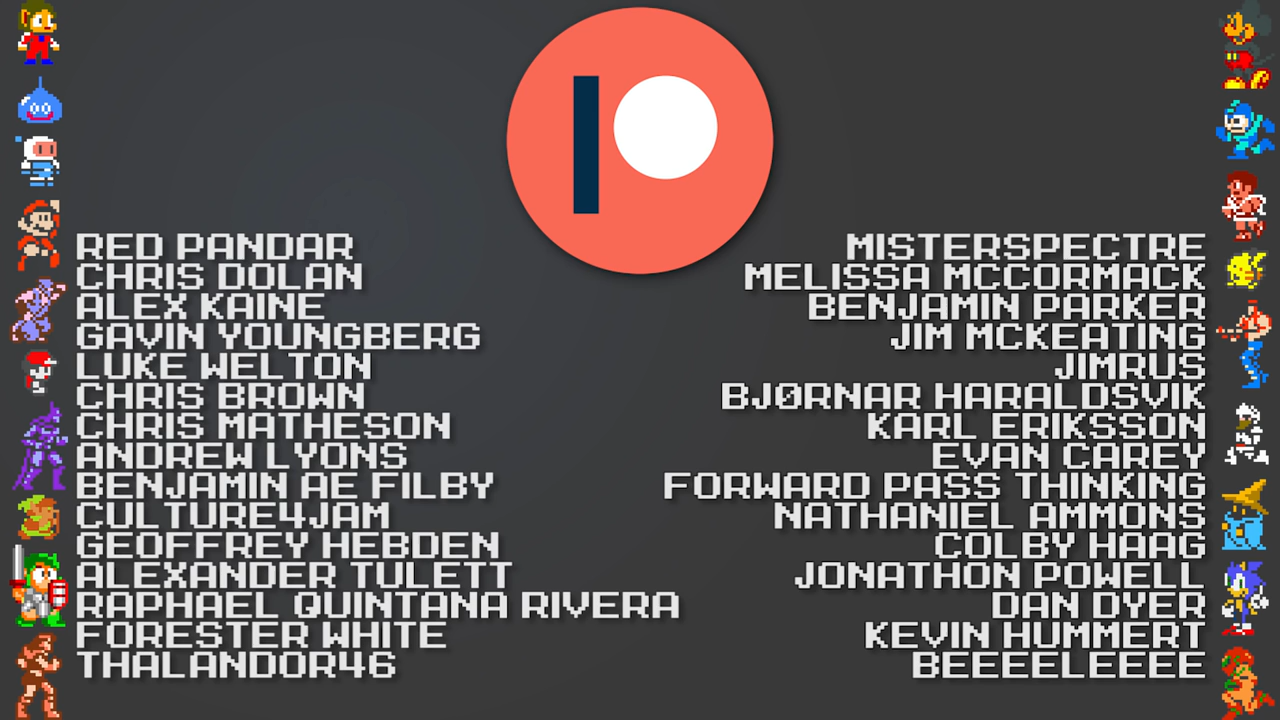 RED PANDAR
CHRIS DOLAN
ALEX KAINE
GAVIN YOUNGBERG
LUKE WELTON
CHRIS BROWN
CHRIS MATHESON
ANDREW LYONS
BENJAMIN AE FILBY
CULTURE4JAM
GEOFFREY HEBDEN
ALEXANDER TULETT
RAPHAEL QUINTANA RIVERA
FORESTER WHITE
THALANDOR46
MISTERSPECTRE
MELISSA MCCORMACK
BENJAMIN PARKER
JIM MCKEATING
JIMRUS
BJØRNAR HARALDSVIK
KARL ERIKSSON
EVAN CAREY
FORWARD PASS THINKING
NATHANIEL AMMONS
COLBY HAAG
JONATHON POWELL
DAN DYER
KEVIN HUMMERT
BEEEELEEEE